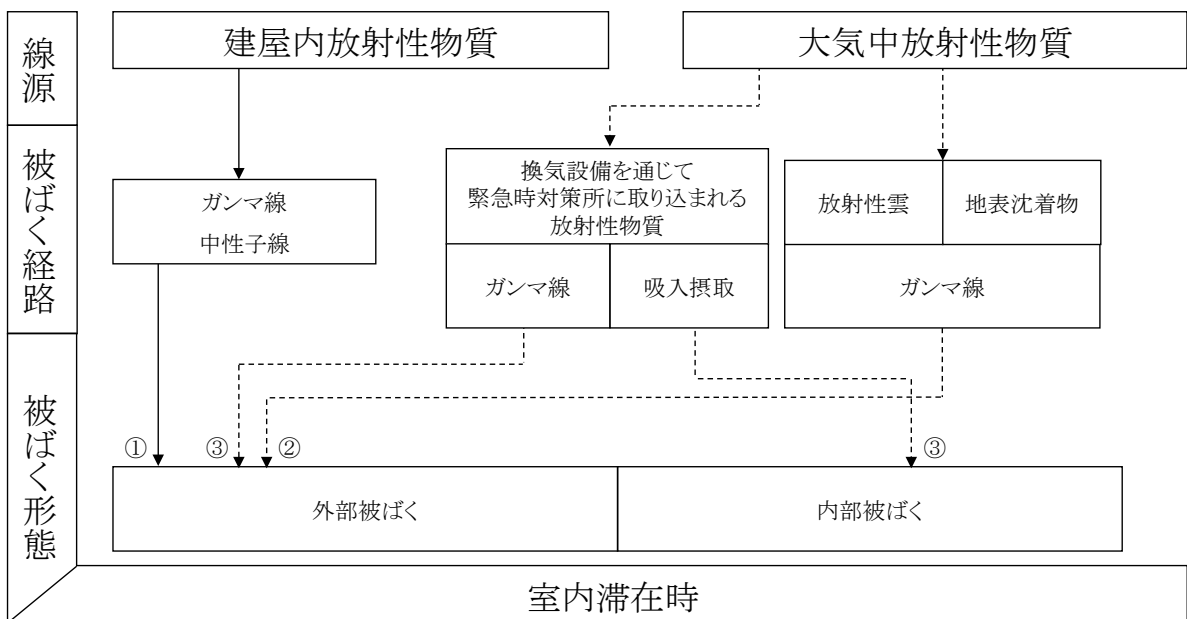 線源
建屋内放射性物質
大気中放射性物質
被ばく経路
ガンマ線
中性子線
換気設備を通じて
緊急時対策所に取り込まれる
放射性物質
ガンマ線
吸入摂取
放射性雲
地表沈着物
ガンマ線
被ばく形態
①
③
②
③
外部被ばく
内部被ばく
室内滞在時